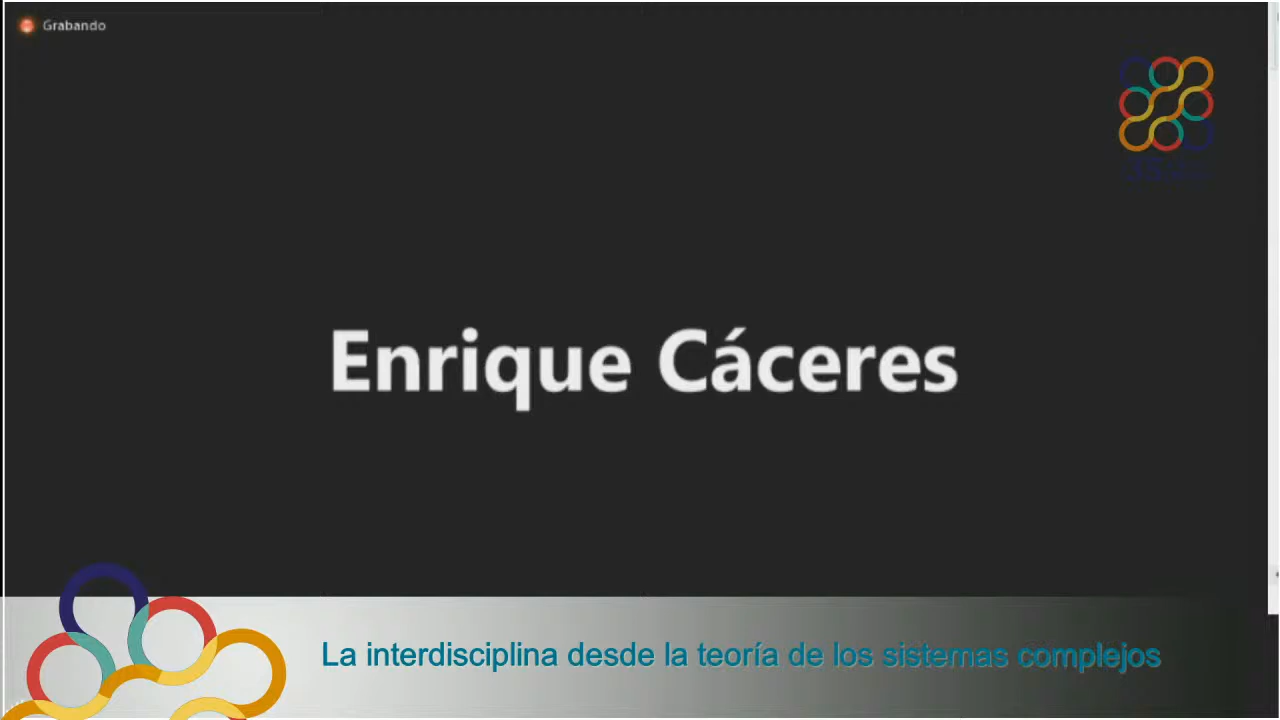 Grabando
Enrique Cáceres
La interdisciplina desde la teoría de los sistemas complejos